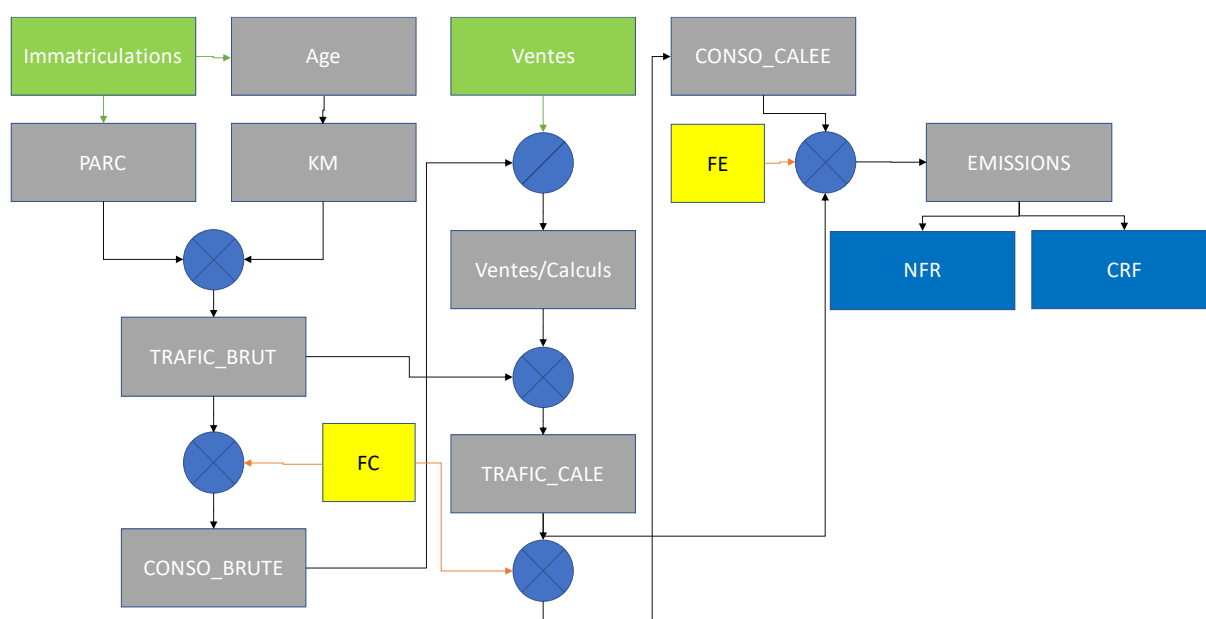 Immatriculations
Age
Ventes
CONSO_CALEE
PARC
KM
FE
EMISSIONS
Ventes/Calculs
NFR
CRF
TRAFIC_BRUT
FC
TRAFIC_CALE
CONSO_BRUTE